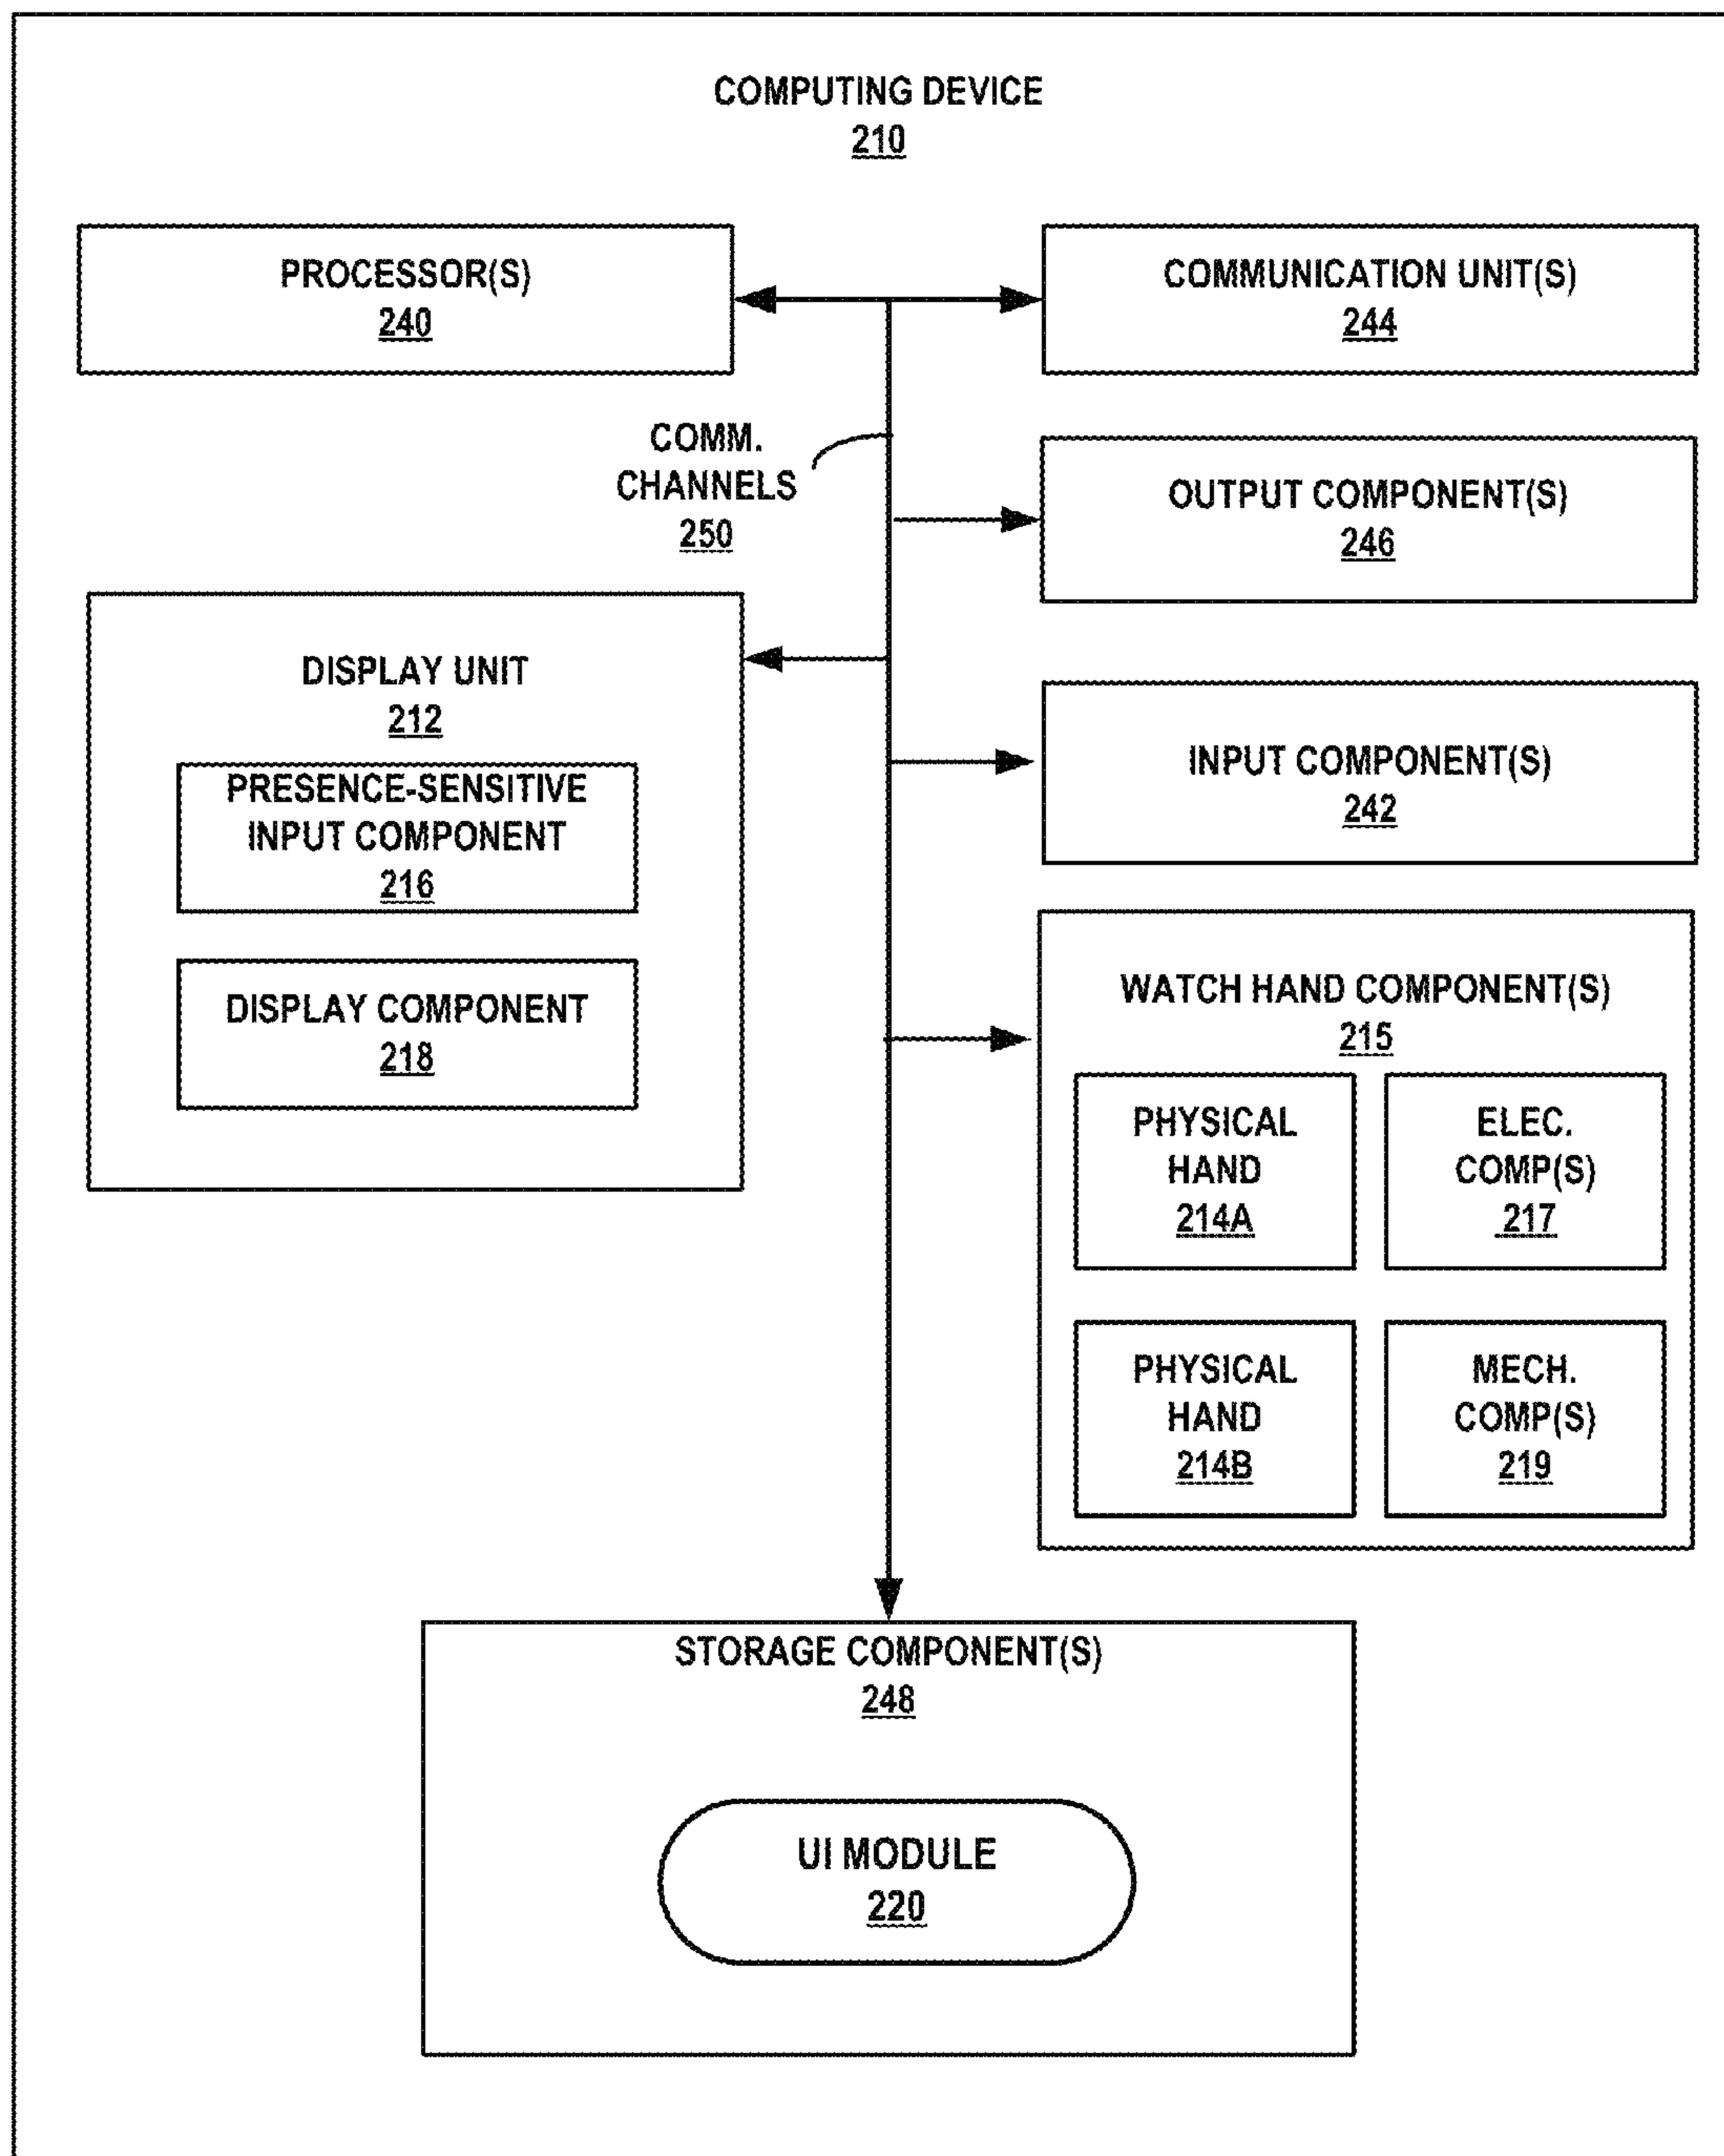 COMPUTING DEVICE
210
PROCESSOR(S)
240
COMMUNICATION UNIT(S)
244
COMM.
CHANNELS
250
OUTPUT COMPONENT(S)
246
DISPLAY UNIT
212
PRESENCE-SENSITIVE
INPUT COMPONENT
216
DISPLAY COMPONENT
218
INPUT COMPONENT(S)
242
WATCH HAND COMPONENT(S)
215
PHYSICAL
HAND
214A
ELEC.
COMP(S)
217
PHYSICAL
HAND
214B
MECH.
COMP(S)
219
STORAGE COMPONENT(S)
248
UI MODULE
220